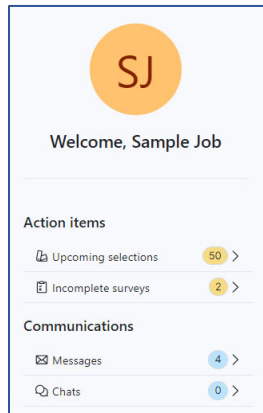 SJ
Welcome, Sample Job
Action items
Upcoming selections 50
Incomplete surveys 2
Communications
Messages 4
Chats 0